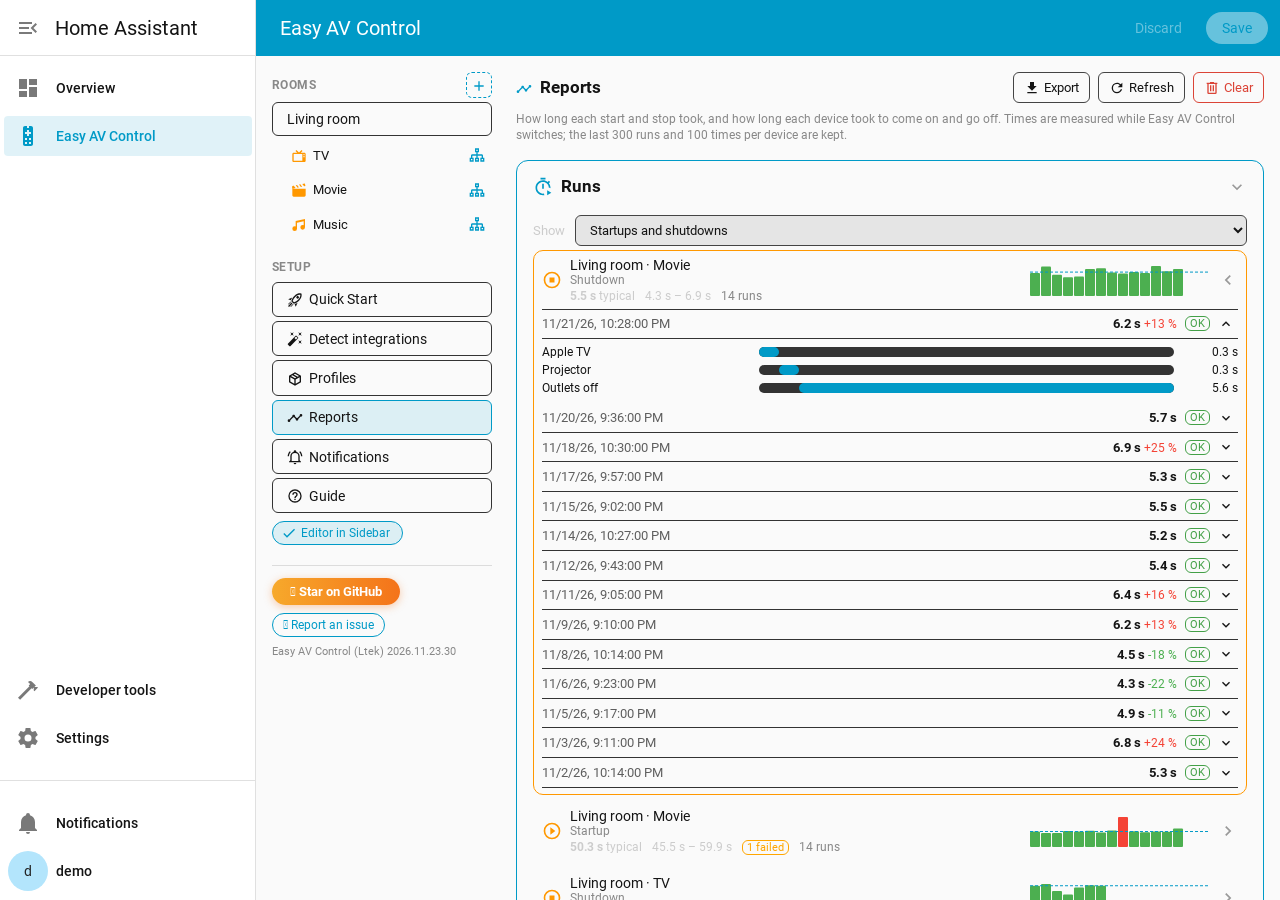 Home Assistant
Easy AV Control
Discard
Save
Overview
Easy AV Control
Developer tools
Settings
Notifications
d
demo
ROOMS
Living room
TV
Movie
Music
SETUP
Quick Start
Detect integrations
Profiles
Reports
Notifications
Guide
Editor in Sidebar
Star on GitHub
Report an issue
Easy AV Control (Ltek) 2026.11.23.30
Reports
Export
Refresh
Clear
How long each start and stop took, and how long each device took to come on and go off. Times are measured while Easy AV Control
switches; the last 300 runs and 100 times per device are kept.
Runs
Show
Startups and shutdowns
Living room · Movie
Shutdown
5.5 s typical 4.3 s – 6.9 s 14 runs
11/21/26, 10:28:00 PM 6.2 s +13 % OK
Apple TV 0.3 s
Projector 0.3 s
Outlets off 5.6 s
11/20/26, 9:36:00 PM 5.7 s OK
11/18/26, 10:30:00 PM 6.9 s +25 % OK
11/17/26, 9:57:00 PM 5.3 s OK
11/15/26, 9:02:00 PM 5.5 s OK
11/14/26, 10:27:00 PM 5.2 s OK
11/12/26, 9:43:00 PM 5.4 s OK
11/11/26, 9:05:00 PM 6.4 s +16 % OK
11/9/26, 9:10:00 PM 6.2 s +13 % OK
11/8/26, 10:14:00 PM 4.5 s -18 % OK
11/6/26, 9:23:00 PM 4.3 s -22 % OK
11/5/26, 9:17:00 PM 4.9 s -11 % OK
11/3/26, 9:11:00 PM 6.8 s +24 % OK
11/2/26, 10:14:00 PM 5.3 s OK
Living room · Movie
Startup
50.3 s typical 45.5 s – 59.9 s 1 failed 14 runs
Living room · TV
Shutdown